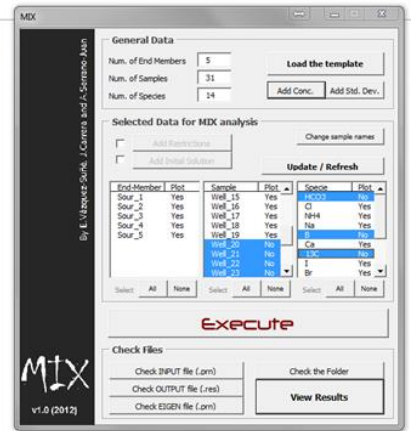 MIX
General Data
Num. of End Members 5
Num. of Samples 31
Num. of Species 14
Load the template
Add Conc. Add Std. Dev.
Selected Data for MIX analysis
Add Restrictions
Add Initial Solution
Change sample names
Update / Refresh
End-Member Plot
Sour_1 Yes
Sour_2 Yes
Sour_3 Yes
Sour_4 Yes
Sour_5 Yes
Sample Plot
Well_15 Yes
Well_16 Yes
Well_17 Yes
Well_18 Yes
Well_19 Yes
Well_20 No
Well_21 No
Well_22 No
Well_23 No
Specie Plot
HCO3 No
Cl Yes
NH4 Yes
Na Yes
B No
Ca Yes
13C No
I Yes
Br Yes
Select All None
Select All None
Select All None
Execute
Check Files
Check INPUT file (.prn)
Check OUTPUT file (.res)
Check EIGEN file (.prn)
Check the Folder
View Results
By E. Vázquez-Suñé, J.Carrera and A.Serrano-Juan
MIX
v1.0 (2012)